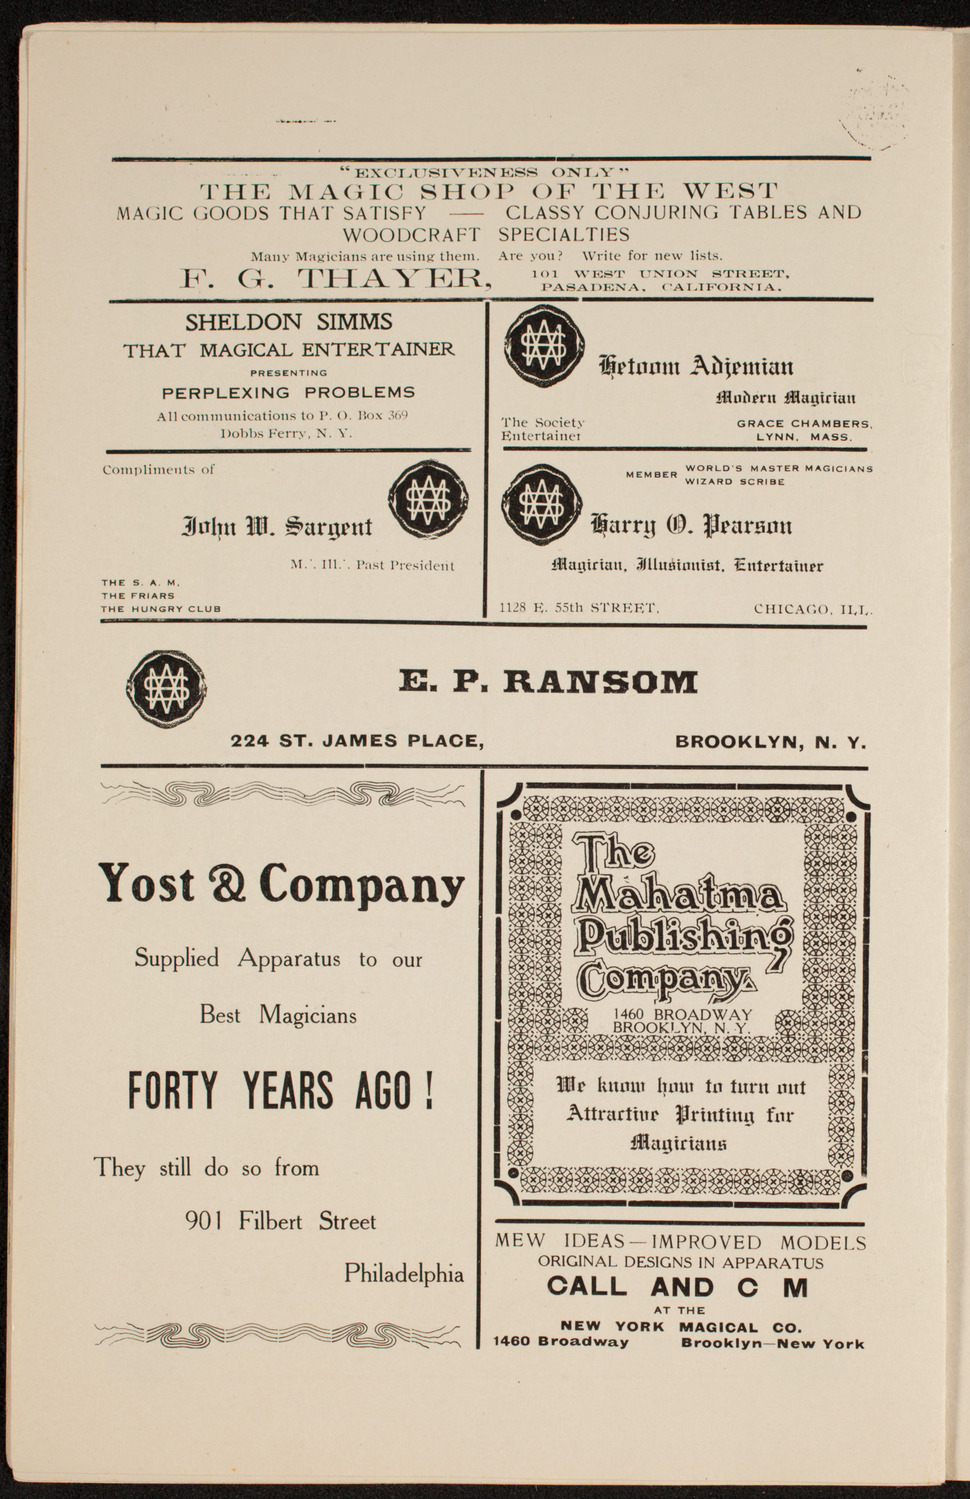 "EXCLUSIVENESS ONLY"
THE MAGIC SHOP OF THE WEST
MAGIC GOODS THAT SATISFY — CLASSY CONJURING TABLES AND
WOODCRAFT SPECIALTIES
Many Magicians are using them. Are you? Write for new lists.
F. G. THAYER, 101 WEST UNION STREET,
PASADENA, CALIFORNIA.
SHELDON SIMMS
THAT MAGICAL ENTERTAINER
PRESENTING
PERPLEXING PROBLEMS
All communications to P. O. Box 369
Dobbs Ferry, N. Y.
Hetoom Adjemian
Modern Magician
The Society
Entertainer
GRACE CHAMBERS,
LYNN, MASS.
Compliments of
John W. Sargent
M.'. Ill.'. Past President
THE S. A. M.
THE FRIARS
THE HUNGRY CLUB
MEMBER WORLD'S MASTER MAGICIANS
WIZARD SCRIBE
Harry O. Pearson
Magician, Illusionist, Entertainer
1128 E. 55th STREET, CHICAGO, ILL.
E. P. RANSOM
224 ST. JAMES PLACE, BROOKLYN, N. Y.
Yost & Company
Supplied Apparatus to our
Best Magicians
FORTY YEARS AGO!
They still do so from
901 Filbert Street
Philadelphia
The
Mahatma
Publishing
Company.
1460 BROADWAY
BROOKLYN, N. Y.
We know how to turn out
Attractive Printing for
Magicians
MEW IDEAS—IMPROVED MODELS
ORIGINAL DESIGNS IN APPARATUS
CALL AND C M
AT THE
NEW YORK MAGICAL CO.
1460 Broadway Brooklyn—New York